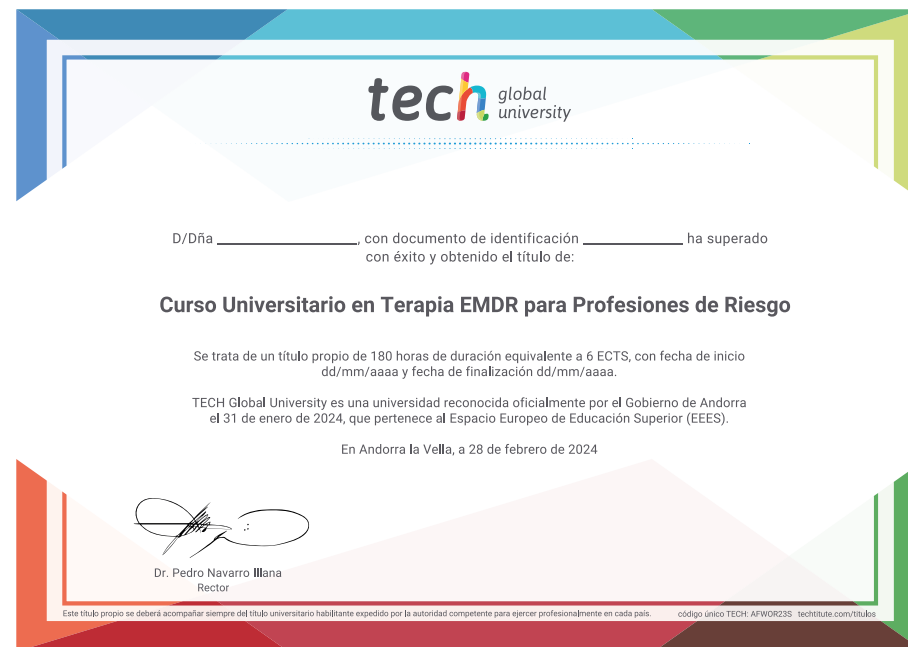 tech global university
D/Dña ____________, con documento de identificación ____________ ha superado
con éxito y obtenido el título de:
Curso Universitario en Terapia EMDR para Profesiones de Riesgo
Se trata de un título propio de 180 horas de duración equivalente a 6 ECTS, con fecha de inicio
dd/mm/aaaa y fecha de finalización dd/mm/aaaa.
TECH Global University es una universidad reconocida oficialmente por el Gobierno de Andorra
el 31 de enero de 2024, que pertenece al Espacio Europeo de Educación Superior (EEES).
En Andorra la Vella, a 28 de febrero de 2024
Dr. Pedro Navarro Illana
Rector
Este título propio se deberá acompañar siempre del título universitario habilitante expedido por la autoridad competente para ejercer profesionalmente en cada país. código único TECH: AFWOR23S techtitute.com/titulos